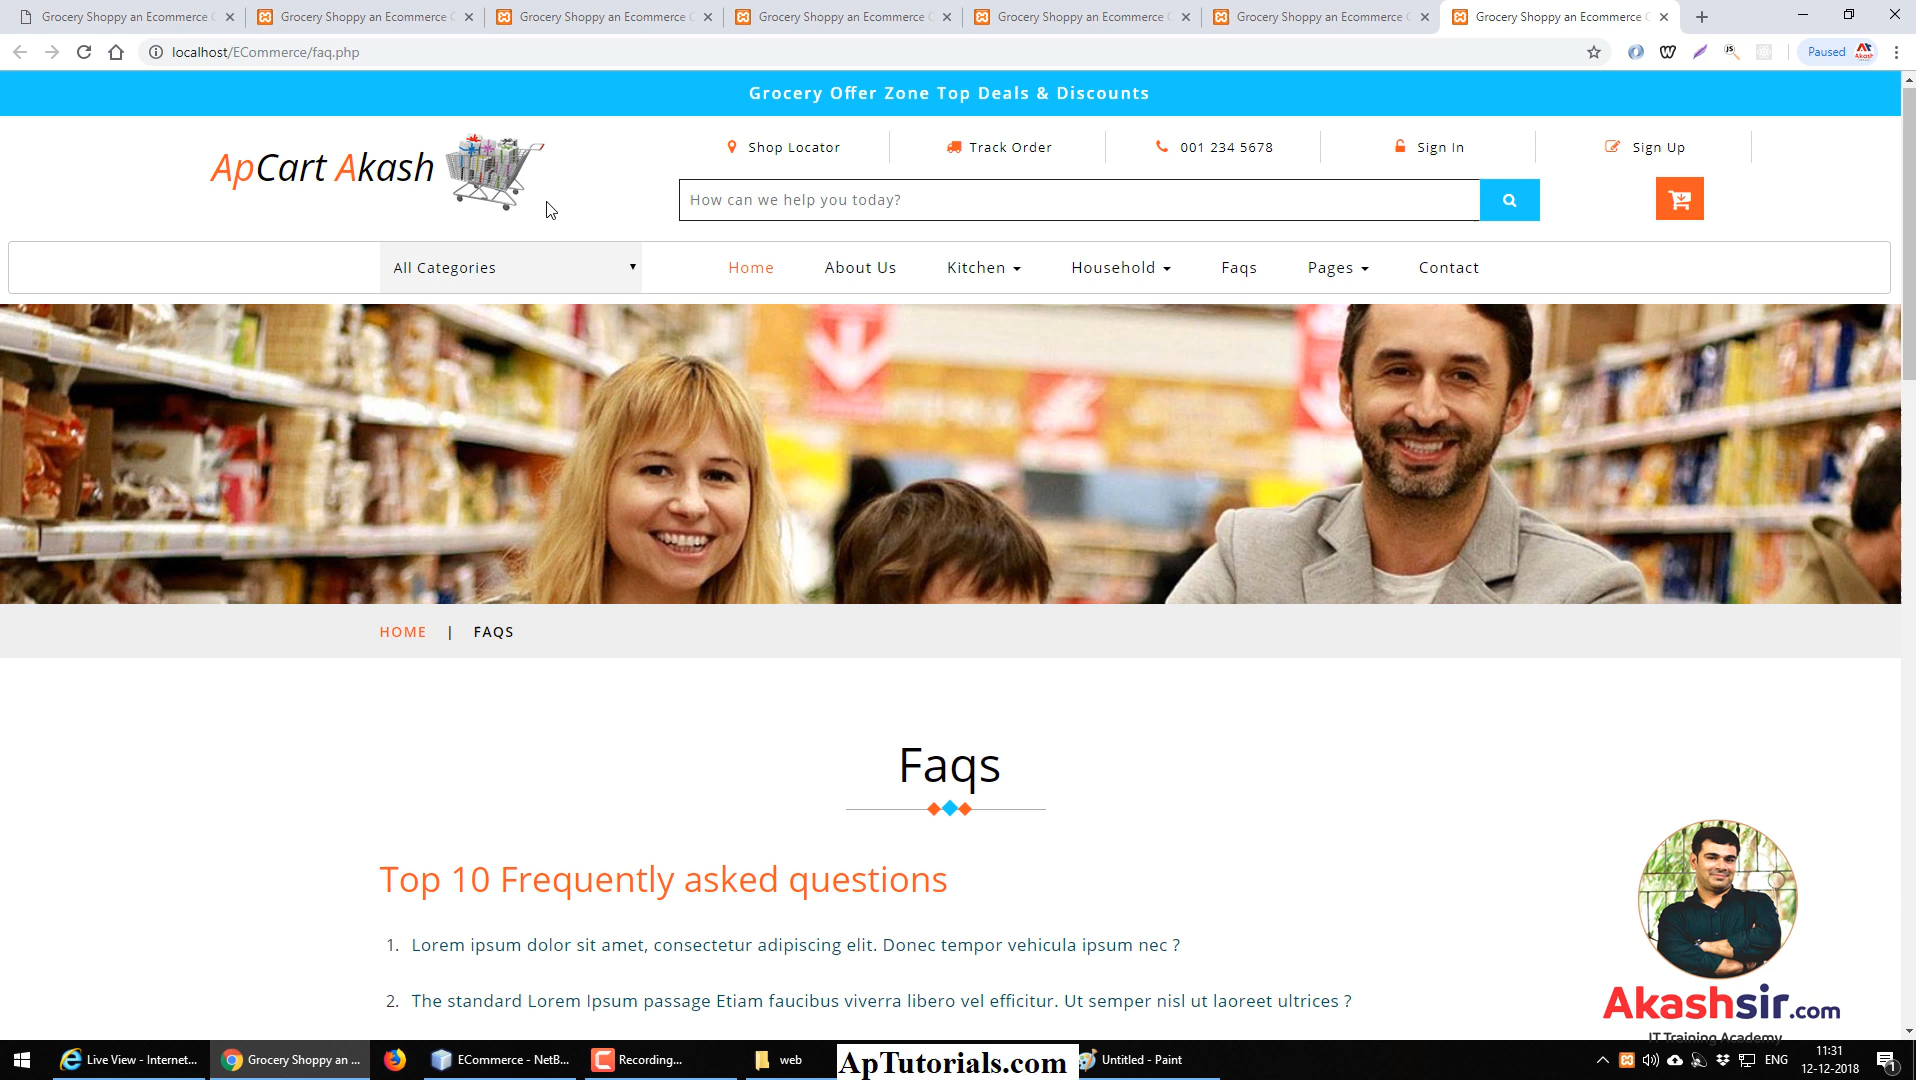 Grocery Shoppy an Ecommerce C
Grocery Shoppy an Ecommerce C
Grocery Shoppy an Ecommerce C
Grocery Shoppy an Ecommerce C
Grocery Shoppy an Ecommerce C
Grocery Shoppy an Ecommerce C
Grocery Shoppy an Ecommerce C
localhost/ECommerce/faq.php
Paused
Grocery Offer Zone Top Deals & Discounts
ApCart Akash
Shop Locator
Track Order
001 234 5678
Sign In
Sign Up
How can we help you today?
All Categories
Home
About Us
Kitchen
Household
Faqs
Pages
Contact
HOME | FAQS
Faqs
Top 10 Frequently asked questions
1. Lorem ipsum dolor sit amet, consectetur adipiscing elit. Donec tempor vehicula ipsum nec ?
2. The standard Lorem Ipsum passage Etiam faucibus viverra libero vel efficitur. Ut semper nisl ut laoreet ultrices ?
Akashsir.com
IT Training Academy
Live View - Internet...
Grocery Shoppy an ...
ECommerce - NetB...
Recording...
web
ApTutorials.com
Untitled - Paint
ENG
11:31
12-12-2018
1